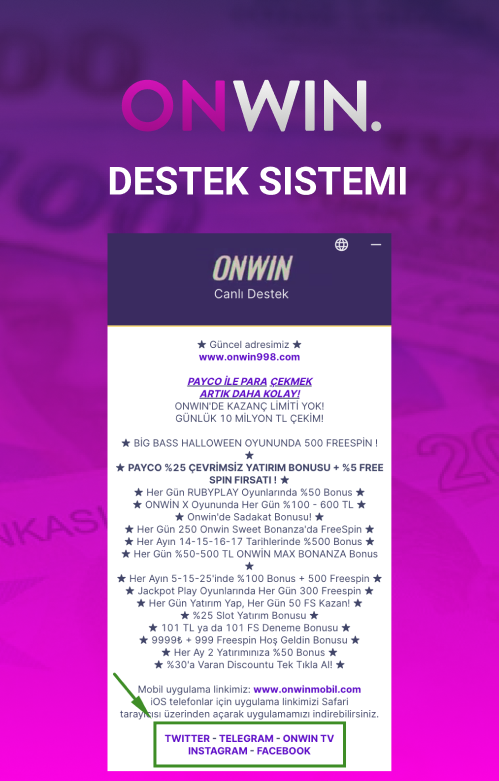 ONWIN.
DESTEK SISTEMI
ONWIN
Canlı Destek
★ Güncel adresimiz ★
www.onwin998.com
PAYCO İLE PARA ÇEKMEK
ARTIK DAHA KOLAY!
ONWIN'DE KAZANÇ LİMİTİ YOK!
GÜNLÜK 10 MİLYON TL ÇEKİM!
★ BİG BASS HALLOWEEN OYUNUNDA 500 FREESPİN !
★
★ PAYCO %25 ÇEVRİMSİZ YATIRIM BONUSU + %5 FREE
SPIN FIRSATI ! ★
★ Her Gün RUBYPLAY Oyunlarında %50 Bonus ★
★ ONWİN X Oyununda Her Gün %100 - 600 TL ★
★ Onwin'de Sadakat Bonusu! ★
★ Her Gün 250 Onwin Sweet Bonanza'da FreeSpin ★
★ Her Ayın 14-15-16-17 Tarihlerinde %500 Bonus ★
★ Her Gün %50-500 TL ONWİN MAX BONANZA Bonus
★
★ Her Ayın 5-15-25'inde %100 Bonus + 500 Freespin ★
★ Jackpot Play Oyunlarında Her Gün 300 Freespin ★
★ Her Gün Yatırım Yap, Her Gün 50 FS Kazan! ★
★ %25 Slot Yatırım Bonusu ★
★ 101 TL ya da 101 FS Deneme Bonusu ★
★ 9999₺ + 999 Freespin Hoş Geldin Bonusu ★
★ Her Ay 2 Yatırımınıza %50 Bonus ★
★ %30'a Varan Discountu Tek Tıkla Al! ★
Mobil uygulama linkimiz: www.onwinmobil.com
iOS telefonlar için uygulama linkimizi Safari
tarayıcısı üzerinden açarak uygulamamızı indirebilirsiniz.
TWITTER - TELEGRAM - ONWIN TV
INSTAGRAM - FACEBOOK